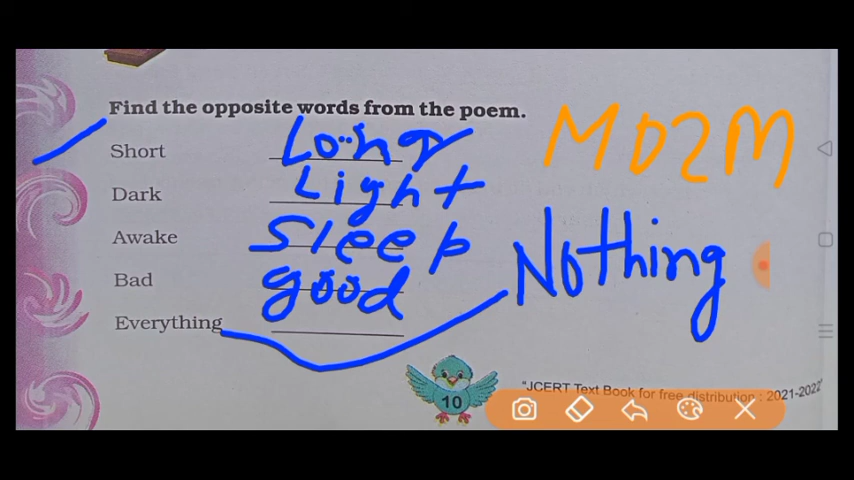 Find the opposite words from the poem.
MD2M
Short Long
Dark Light
Awake Sleep
Bad good
Everything Nothing
10
"JCERT Text Book for free distribution : 2021-2022"